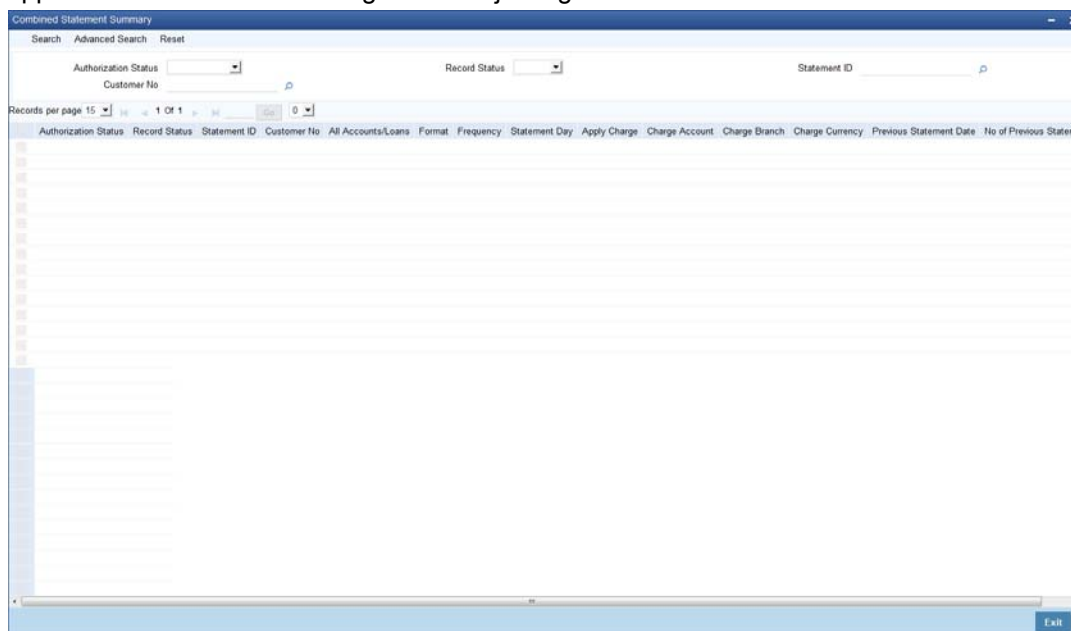 Combined Statement Summary
Search Advanced Search Reset
Authorization Status Record Status Statement ID
Customer No
Records per page 15 1 Of 1 Go 0
Authorization Status Record Status Statement ID Customer No All Accounts/Loans Format Frequency Statement Day Apply Charge Charge Account Charge Branch Charge Currency Previous Statement Date No of Previous
Exit